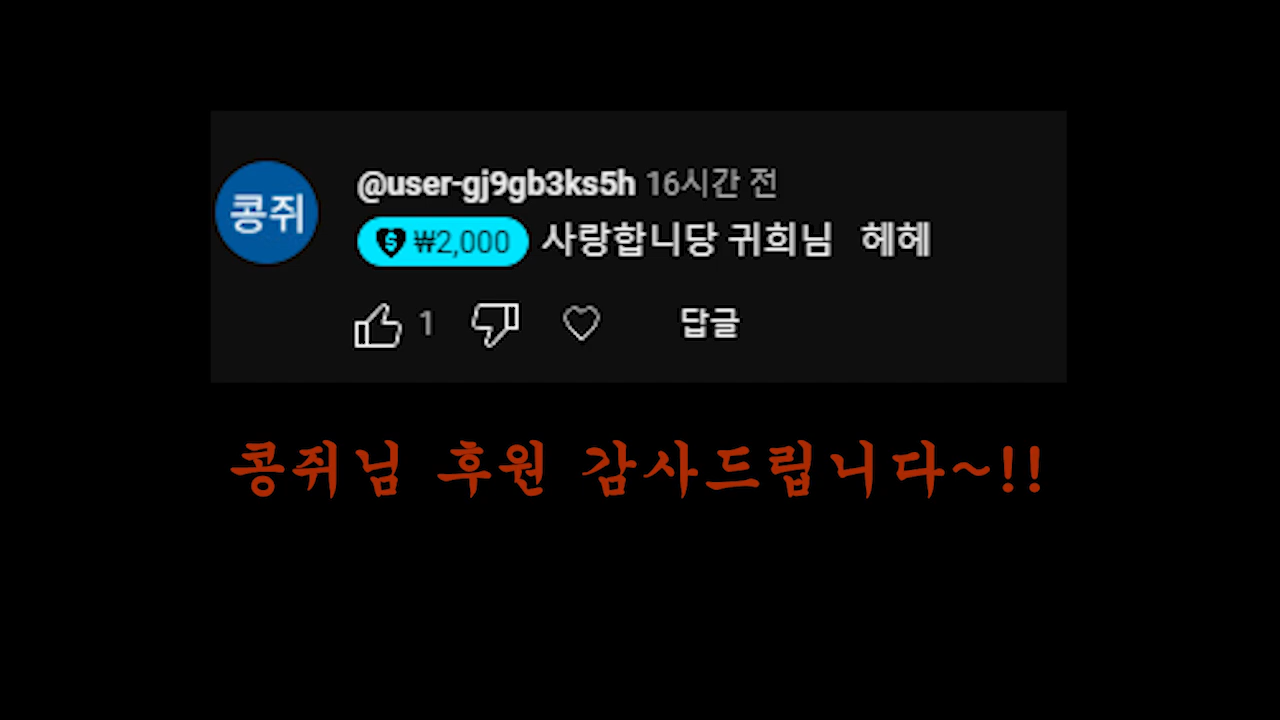 콩쥐
@user-gj9gb3ks5h 16시간 전
₩2,000 사랑합니당 귀희님 헤헤
1 답글
콩쥐님 후원 감사드립니다~!!